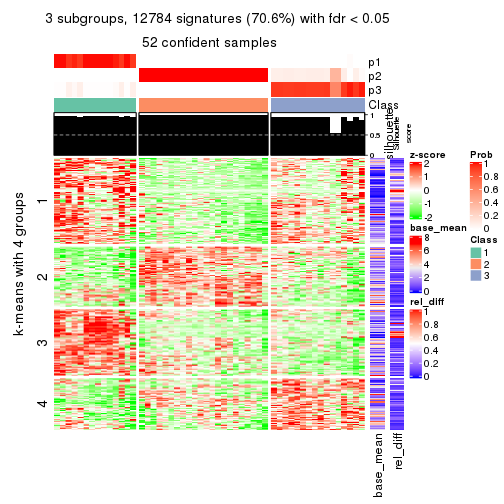 3 subgroups, 12784 signatures (70.6%) with fdr < 0.05
52 confident samples
p1
p2
p3
Class
1
0.5
0
silhouette
silhouette
score
k-means with 4 groups
1
2
3
4
base_mean
rel_diff
z-score
2
1
0
-1
-2
base_mean
8
6
4
2
0
rel_diff
1
0.8
0.6
0.4
0.2
0
Prob
1
0.8
0.6
0.4
0.2
0
Class
1
2
3